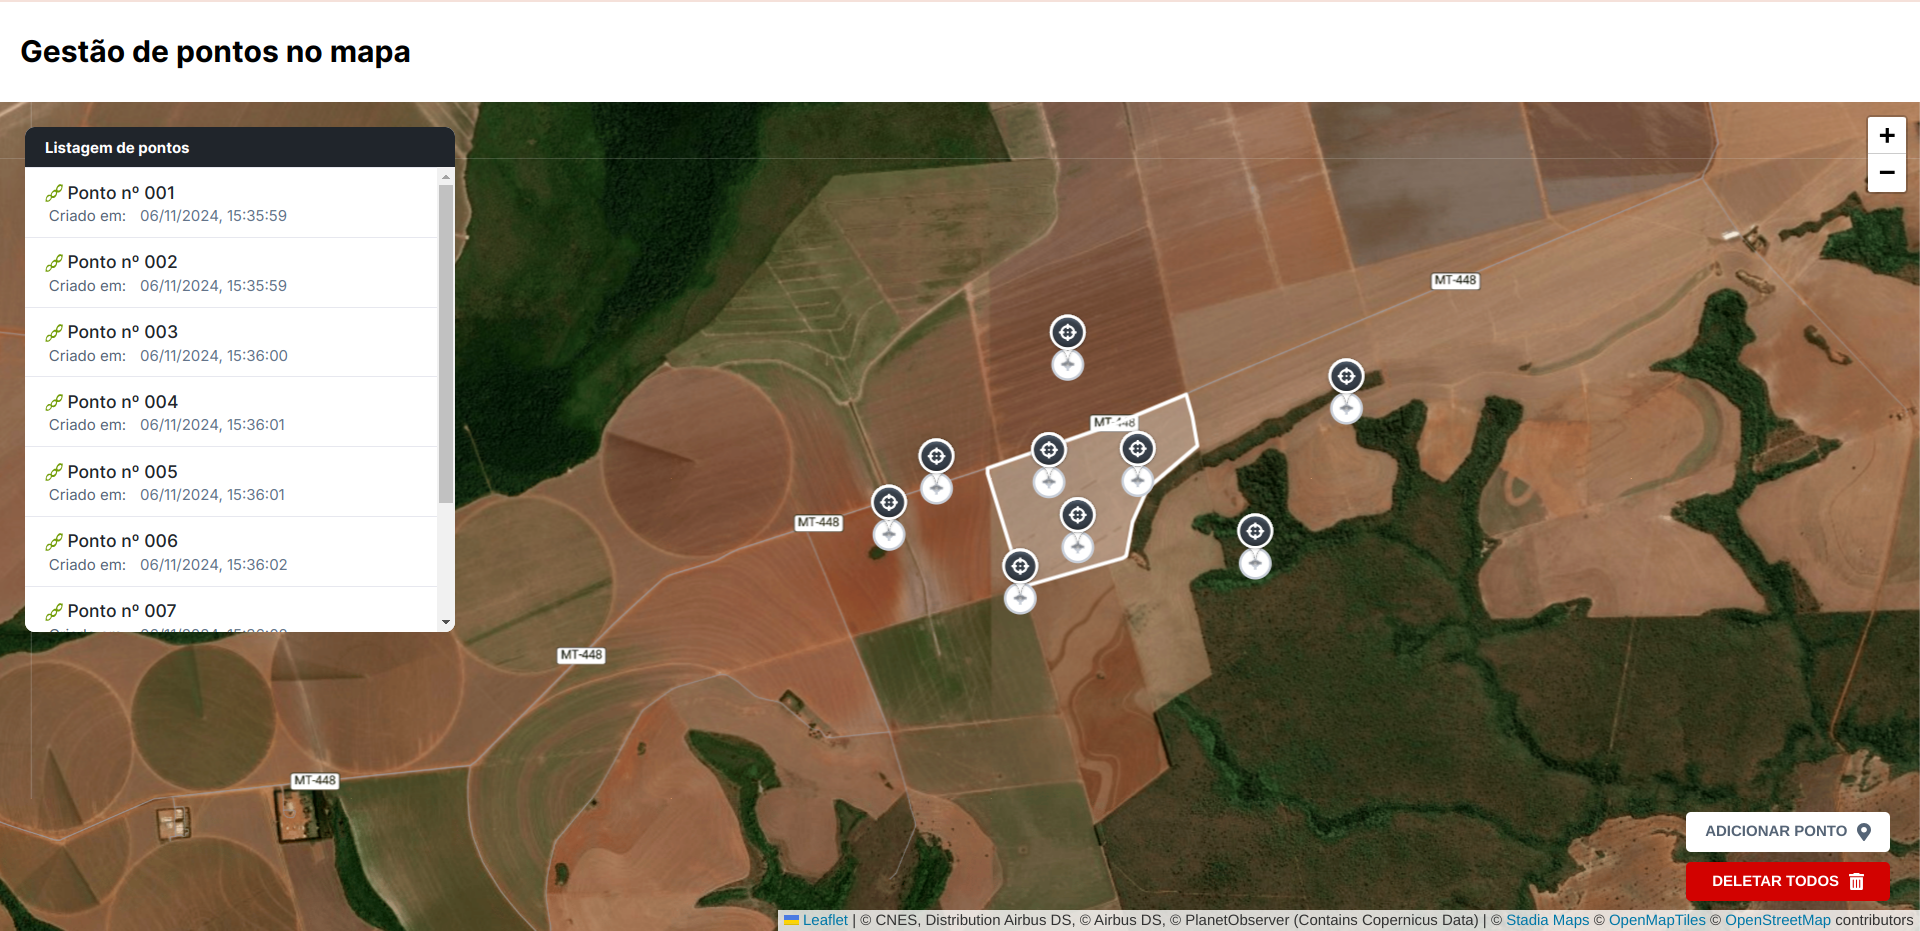 Gestão de pontos no mapa
Listagem de pontos
Ponto nº 001
Criado em: 06/11/2024, 15:35:59
Ponto nº 002
Criado em: 06/11/2024, 15:35:59
Ponto nº 003
Criado em: 06/11/2024, 15:36:00
Ponto nº 004
Criado em: 06/11/2024, 15:36:01
Ponto nº 005
Criado em: 06/11/2024, 15:36:01
Ponto nº 006
Criado em: 06/11/2024, 15:36:02
Ponto nº 007
+
−
MT-448
MT-448
MT-448
MT-448
MT-448
ADICIONAR PONTO
DELETAR TODOS
Leaflet | © CNES, Distribution Airbus DS, © Airbus DS, © PlanetObserver (Contains Copernicus Data) | © Stadia Maps © OpenMapTiles © OpenStreetMap contributors